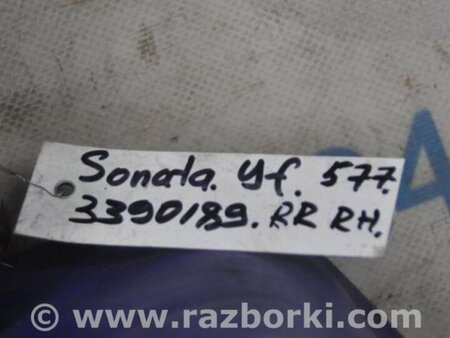 Sonata. Yf. 577.
3390189. RR RH.
© www.razborki.com